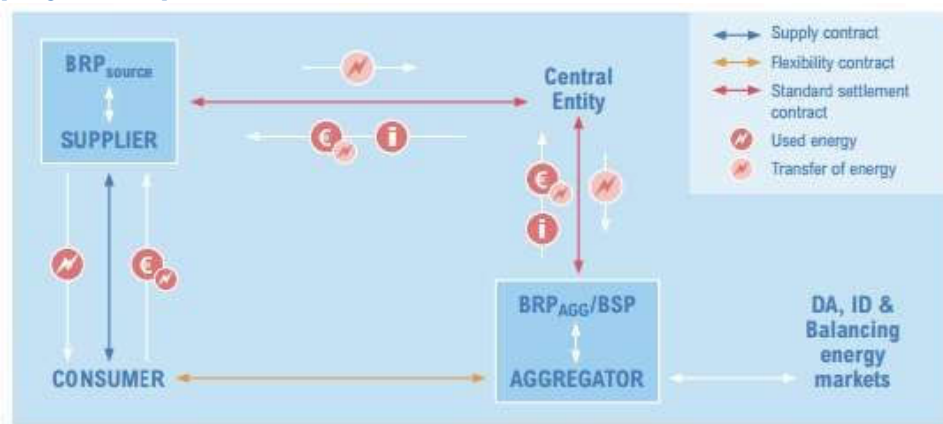 BRPsource
SUPPLIER
Central
Entity
Supply contract
Flexibility contract
Standard settlement
contract
Used energy
Transfer of energy
€
i
€
i
€
BRPAGG/BSP
AGGREGATOR
CONSUMER
DA, ID &
Balancing
energy
markets